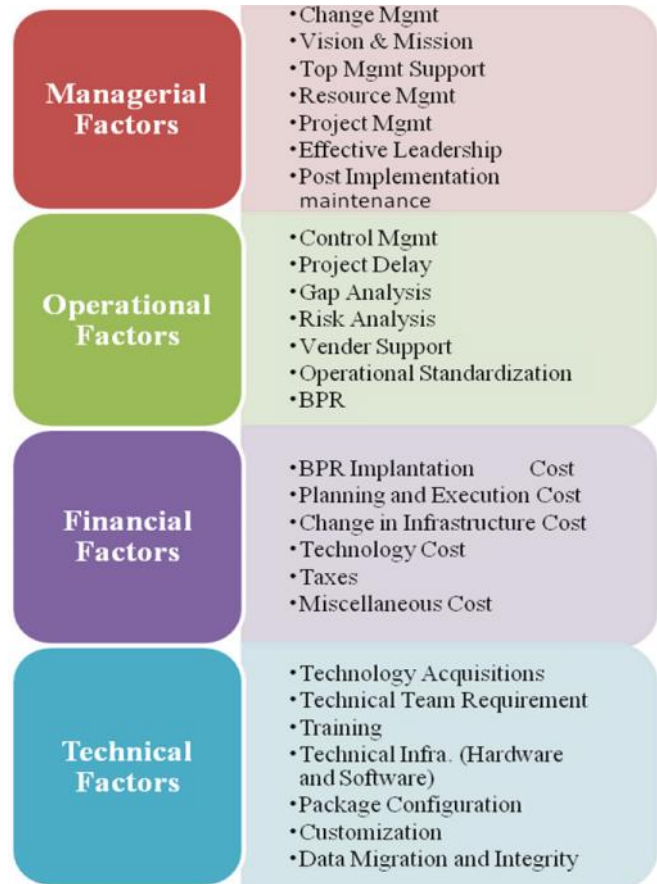 Managerial
Factors
•Change Mgmt
•Vision & Mission
•Top Mgmt Support
•Resource Mgmt
•Project Mgmt
•Effective Leadership
•Post Implementation
maintenance
Operational
Factors
•Control Mgmt
•Project Delay
•Gap Analysis
•Risk Analysis
•Vender Support
•Operational Standardization
•BPR
Financial
Factors
•BPR Implantation Cost
•Planning and Execution Cost
•Change in Infrastructure Cost
•Technology Cost
•Taxes
•Miscellaneous Cost
Technical
Factors
•Technology Acquisitions
•Technical Team Requirement
•Training
•Technical Infra. (Hardware
and Software)
•Package Configuration
•Customization
•Data Migration and Integrity